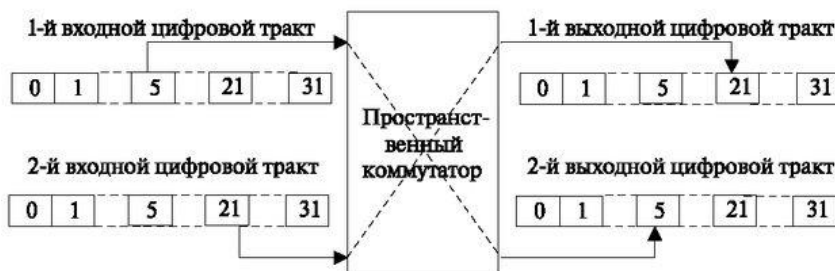 1-й входной цифровой тракт
0 1 5 21 31
2-й входной цифровой тракт
0 1 5 21 31
Пространст-
венный
коммутатор
1-й выходной цифровой тракт
0 1 5 21 31
2-й выходной цифровой тракт
0 1 5 21 31